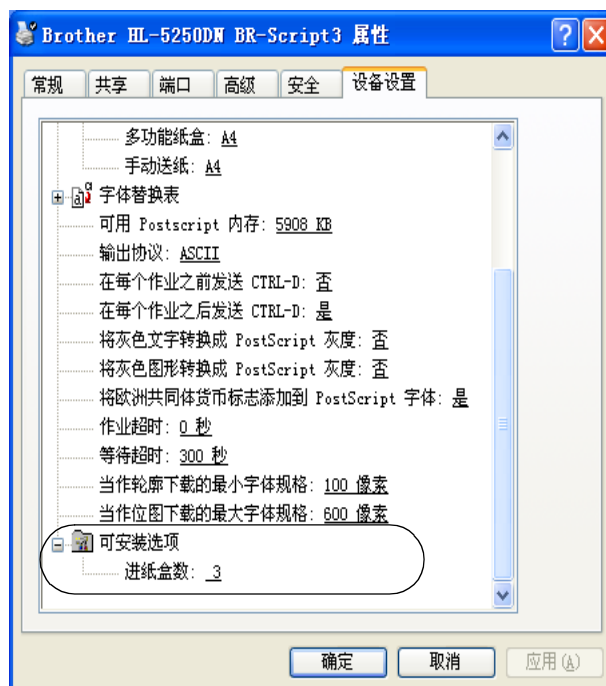 Brother HL-5250DN BR-Script3 属性
常规 共享 端口 高级 安全 设备设置
多功能纸盒: A4
手动送纸: A4
字体替换表
可用 Postscript 内存: 5908 KB
输出协议: ASCII
在每个作业之前发送 CTRL-D: 否
在每个作业之后发送 CTRL-D: 是
将灰色文字转换成 PostScript 灰度: 否
将灰色图形转换成 PostScript 灰度: 否
将欧洲共同体货币标志添加到 PostScript 字体: 是
作业超时: 0 秒
等待超时: 300 秒
当作轮廓下载的最小字体规格: 100 像素
当作位图下载的最大字体规格: 600 像素
可安装选项
进纸盒数: 3
确定 取消 应用(A)